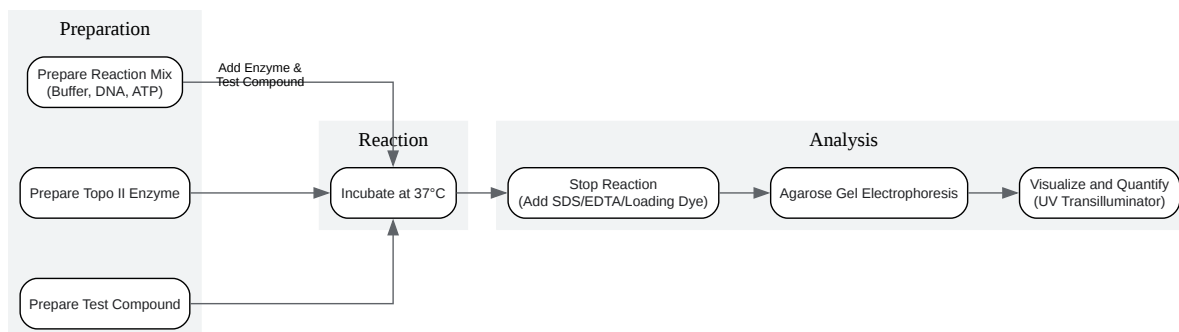 Preparation
Prepare Reaction Mix
(Buffer, DNA, ATP)
Add Enzyme &
Test Compound
Prepare Topo II Enzyme
Prepare Test Compound
Reaction
Incubate at 37°C
Analysis
Stop Reaction
(Add SDS/EDTA/Loading Dye)
Agarose Gel Electrophoresis
Visualize and Quantify
(UV Transilluminator)